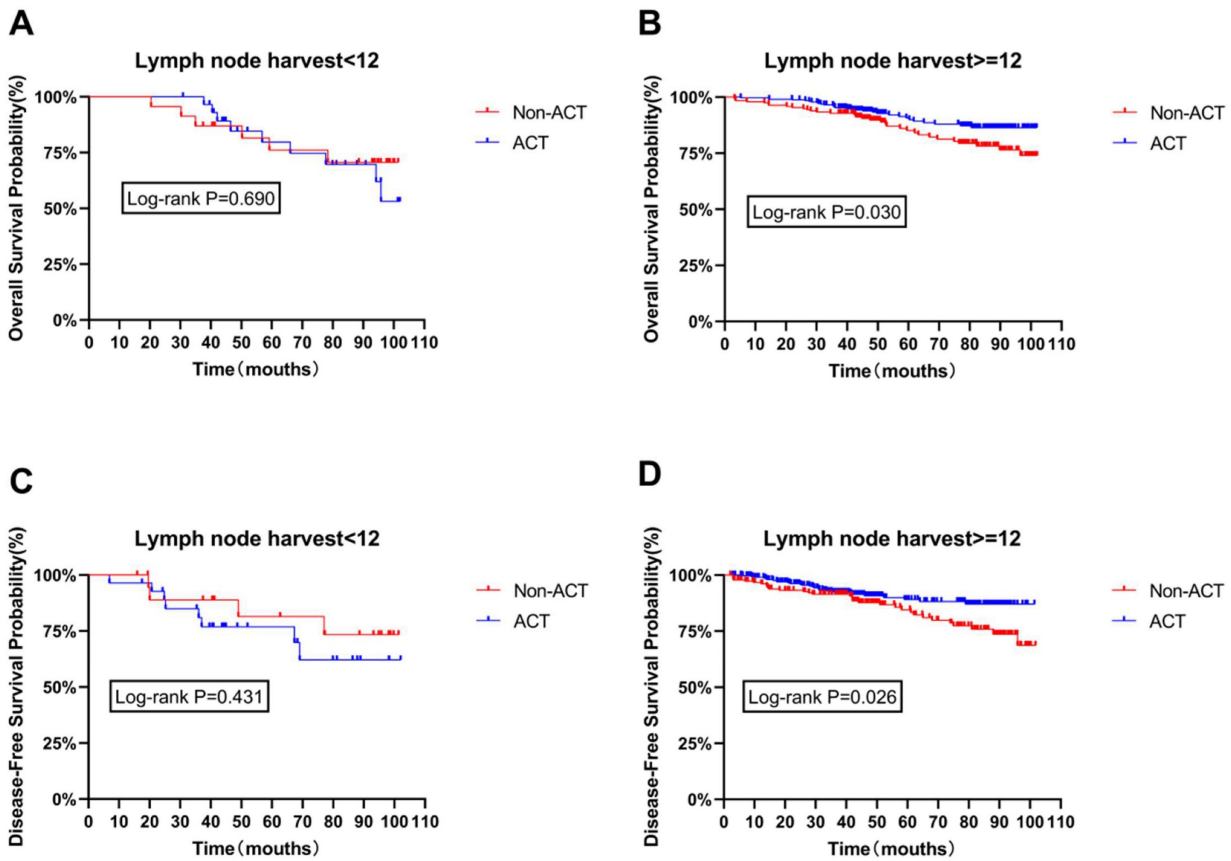 A
Lymph node harvest<12
Overall Survival Probability(%)
100%
75%
50%
25%
0%
Log-rank P=0.690
Non-ACT
ACT
0 10 20 30 40 50 60 70 80 90 100 110
Time(mouths)
B
Lymph node harvest>=12
Overall Survival Probability(%)
100%
75%
50%
25%
0%
Log-rank P=0.030
Non-ACT
ACT
0 10 20 30 40 50 60 70 80 90 100 110
Time(mouths)
C
Lymph node harvest<12
Disease-Free Survival Probability(%)
100%
75%
50%
25%
0%
Log-rank P=0.431
Non-ACT
ACT
0 10 20 30 40 50 60 70 80 90 100 110
Time(mouths)
D
Lymph node harvest>=12
Disease-Free Survival Probability(%)
100%
75%
50%
25%
0%
Log-rank P=0.026
Non-ACT
ACT
0 10 20 30 40 50 60 70 80 90 100 110
Time(mouths)